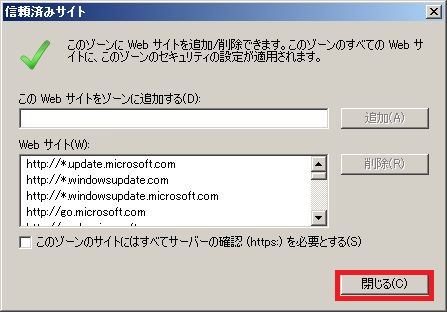 信頼済みサイト
このゾーンに Web サイトを追加/削除できます。このゾーンのすべての Web サ
イトに、このゾーンのセキュリティの設定が適用されます。
この Web サイトをゾーンに追加する(D):
追加(A)
Web サイト(W):
http://*.update.microsoft.com
http://*.windowsupdate.com
http://*.windowsupdate.microsoft.com
http://go.microsoft.com
削除(R)
このゾーンのサイトにはすべてサーバーの確認 (https:) を必要とする(S)
閉じる(C)